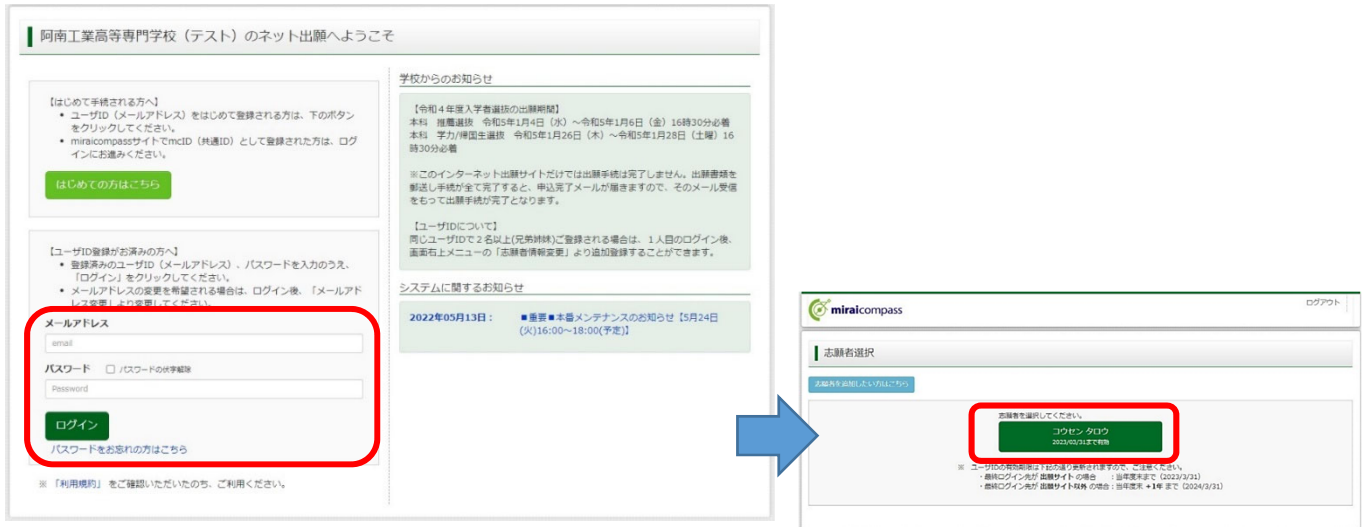 阿南工業高等専門学校（テスト）のネット出願へようこそ
【はじめて手続される方へ】
• ユーザID（メールアドレス）をはじめて登録される方は、下のボタン
をクリックしてください。
• miraicompassサイトでmcID（共通ID）として登録された方は、ログ
インにお進みください。
はじめての方はこちら
【ユーザID登録がお済みの方へ】
• 登録済みのユーザID（メールアドレス）、パスワードを入力のうえ、
「ログイン」をクリックしてください。
• メールアドレスの変更を希望される場合は、ログイン後、「メールアド
レス変更」より変更してください。
メールアドレス
email
パスワード □ パスワードの伏字解除
Password
ログイン
パスワードをお忘れの方はこちら
※ 「利用規約」をご確認いただいたのち、ご利用ください。
学校からのお知らせ
【令和４年度入学者選抜の出願期間】
本科 推薦選抜 令和5年1月4日（水）～令和5年1月6日（金）16時30分必着
本科 学力/帰国生選抜 令和5年1月26日（木）～令和5年1月28日（土曜）16
時30分必着
※このインターネット出願サイトだけでは出願手続は完了しません。出願書類を
郵送し手続が全て完了すると、申込完了メールが届きますので、そのメール受信
をもって出願手続が完了となります。
【ユーザIDについて】
同じユーザIDで２名以上(兄弟姉妹)ご登録される場合は、１人目のログイン後、
画面右上メニューの「志願者情報変更」より追加登録することができます。
システムに関するお知らせ
2022年05月13日： ■重要■本番メンテナンスのお知らせ【5月24日
(火)16:00～18:00(予定)】
miraicompass
ログアウト
志願者選択
志願者を追加したい方はこちら
志願者を選択してください。
コウセン タロウ
2023/03/31まで有効
※ ユーザIDの有効期限は下記の通り更新されますので、ご注意ください。
・最終ログイン先が 出願サイト の場合 ：当年度末まで（2023/3/31）
・最終ログイン先が 出願サイト以外 の場合：当年度末 +1年 まで（2024/3/31）